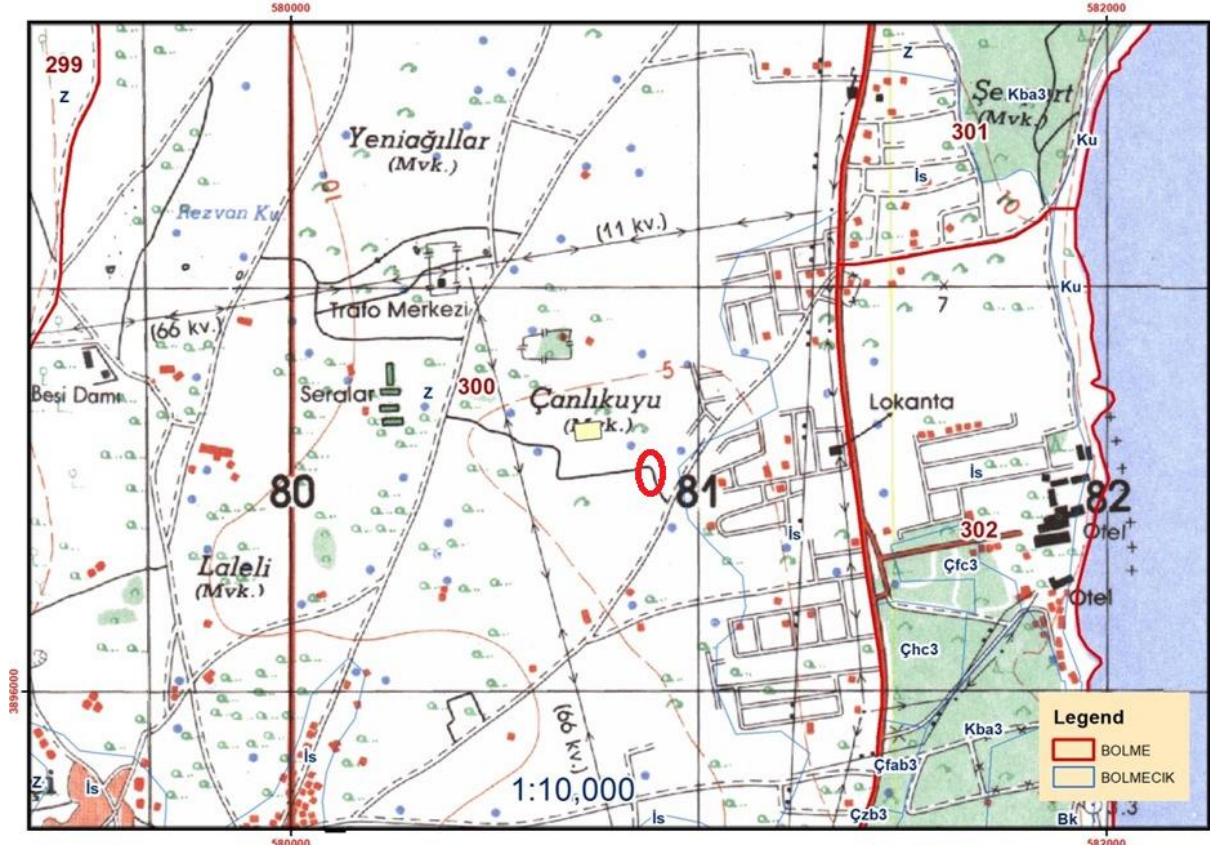 580000
582000
299
Z
Z
Kba3
(Mvk.)
301
Ku
Yeniağıllar
(Mvk.)
10
İs
10
Rezvan Ku.
(11 kv.)
Ku
7
(66 kv.)
Trafo Merkezi
Beşi Damı
Seralar
Z
300
5
Çanlıkuyu
Lokanta
İs
80
81
82
302
Otel
İs
Çfc3
Laleli
(Mvk.)
Otel
Çhc3
3896000
(66 kv.)
Legend
BOLME
BOLMECIK
Kba3
İs
Çfab3
Z
İs
1:10,000
İs
Çzb3
Bk
.3
580000
582000